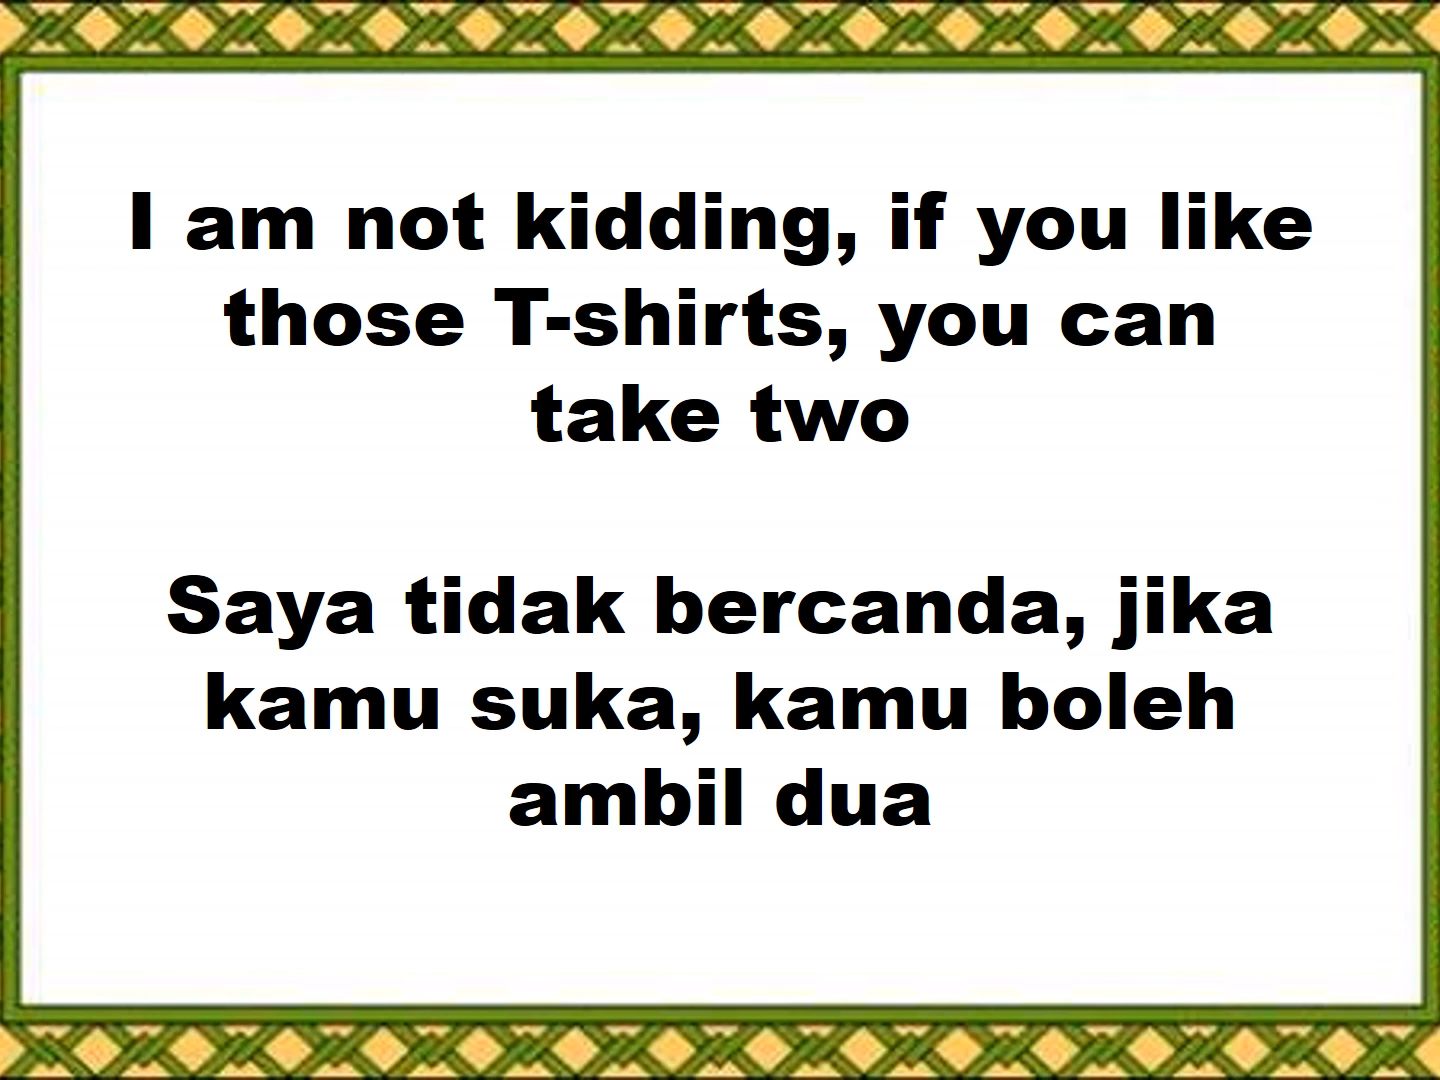 I am not kidding, if you like
those T-shirts, you can
take two
Saya tidak bercanda, jika
kamu suka, kamu boleh
ambil dua